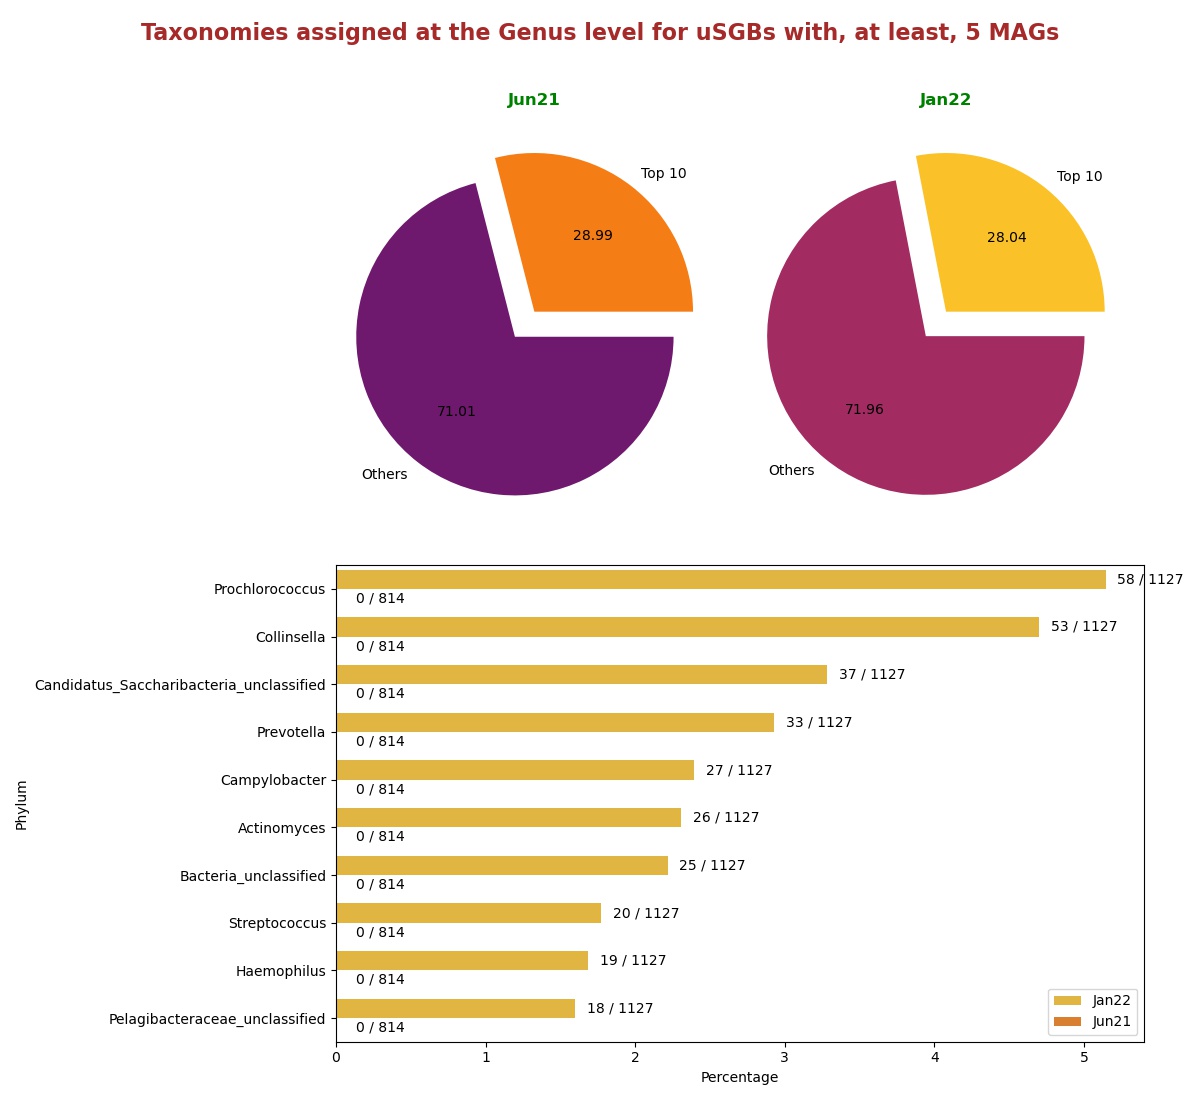 Taxonomies assigned at the Genus level for uSGBs with, at least, 5 MAGs
Jun21
Jan22
Top 10
Top 10
28.99
28.04
71.01
71.96
Others
Others
Prochlorococcus
58 / 1127
0 / 814
Collinsella
53 / 1127
0 / 814
Candidatus_Saccharibacteria_unclassified
37 / 1127
0 / 814
Prevotella
33 / 1127
0 / 814
Campylobacter
27 / 1127
0 / 814
Actinomyces
26 / 1127
0 / 814
Bacteria_unclassified
25 / 1127
0 / 814
Streptococcus
20 / 1127
0 / 814
Haemophilus
19 / 1127
0 / 814
Pelagibacteraceae_unclassified
18 / 1127
0 / 814
Phylum
Jan22
Jun21
0 1 2 3 4 5
Percentage